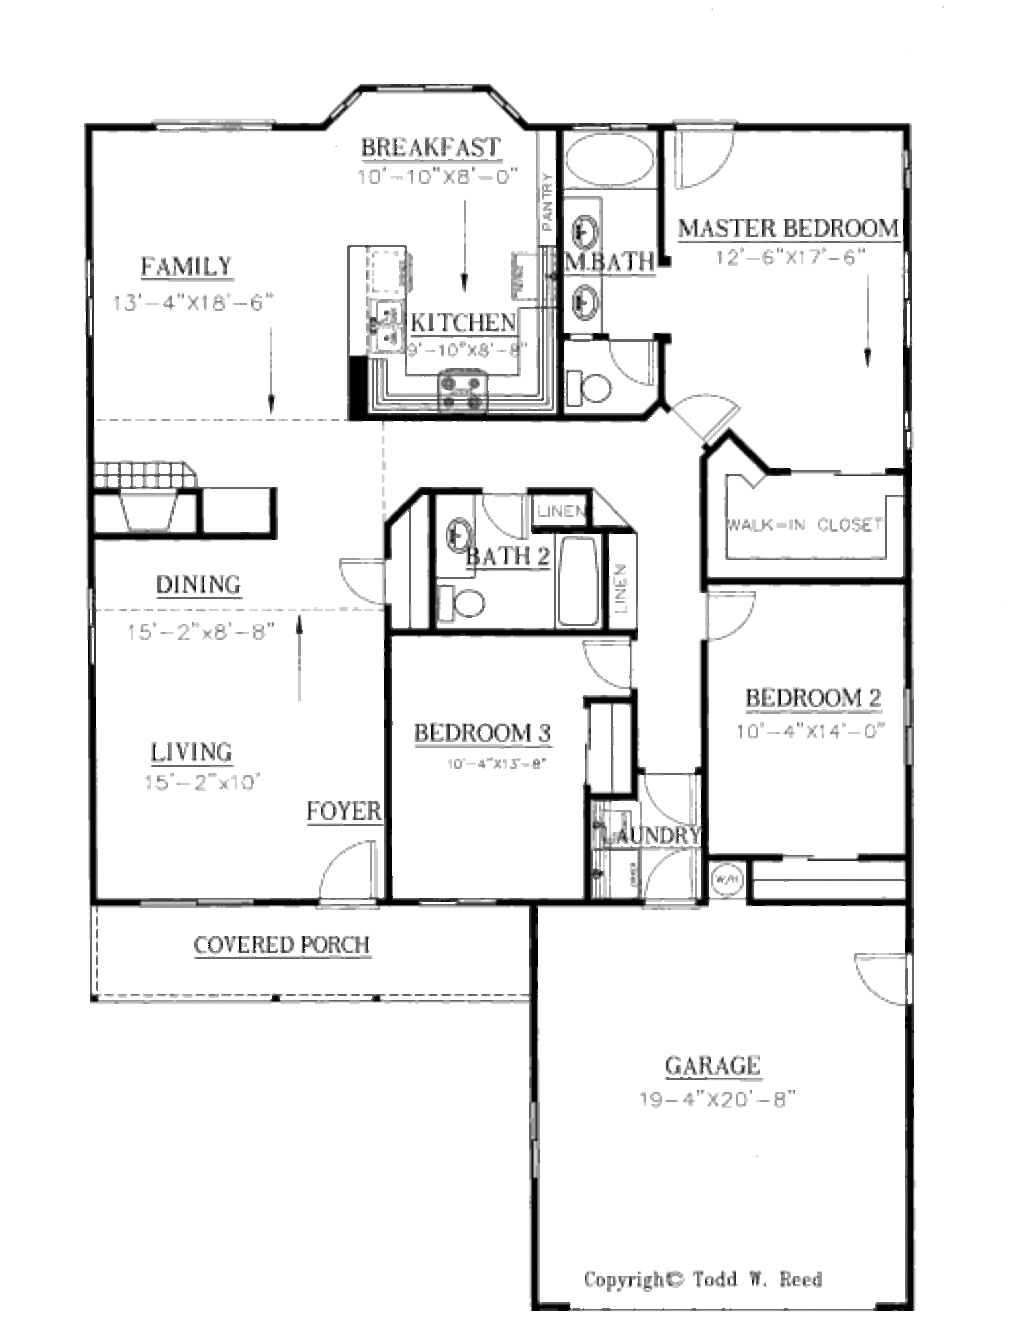 BREAKFAST
10'-10"X8'-0"
PANTRY
MASTER BEDROOM
12'-6"X17'-6"
FAMILY
13'-4"X18'-6"
M.BATH
KITCHEN
9'-10"X8'-8"
LINEN
WALK-IN CLOSET
BATH 2
LINEN
DINING
15'-2"x8'-8"
BEDROOM 2
10'-4"X14'-0"
BEDROOM 3
10'-4"X13'-8"
LIVING
15'-2"x10'
FOYER
LAUNDRY
W/H
COVERED PORCH
GARAGE
19-4"X20'-8"
Copyrigh© Todd W. Reed